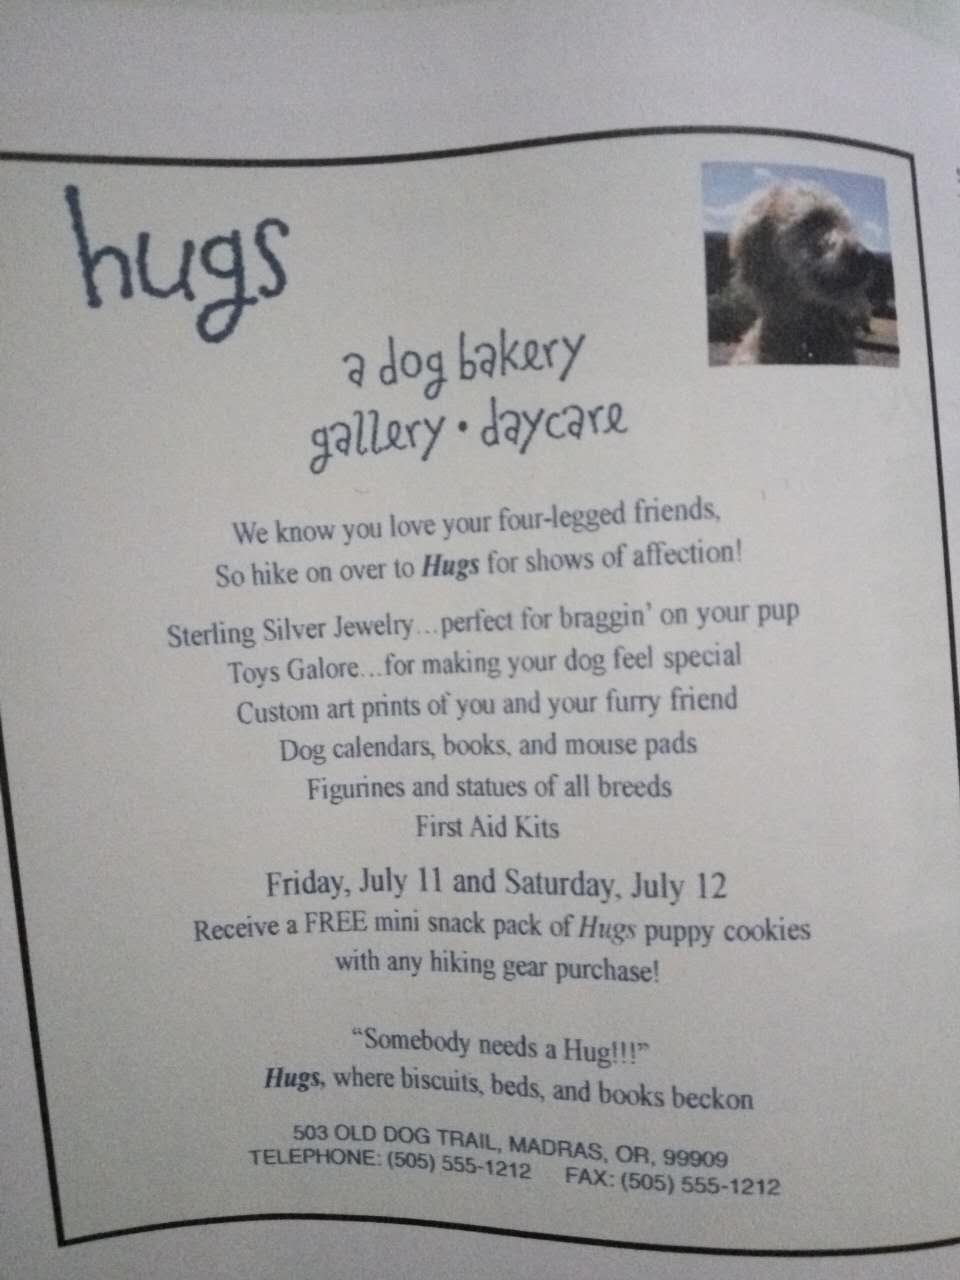 hugs
a dog bakery
gallery • daycare
We know you love your four-legged friends,
So hike on over to Hugs for shows of affection!
Sterling Silver Jewelry…perfect for braggin’ on your pup
Toys Galore…for making your dog feel special
Custom art prints of you and your furry friend
Dog calendars, books, and mouse pads
Figurines and statues of all breeds
First Aid Kits
Friday, July 11 and Saturday, July 12
Receive a FREE mini snack pack of Hugs puppy cookies
with any hiking gear purchase!
“Somebody needs a Hug!!!”
Hugs, where biscuits, beds, and books beckon
503 OLD DOG TRAIL, MADRAS, OR, 99909
TELEPHONE: (505) 555-1212 FAX: (505) 555-1212